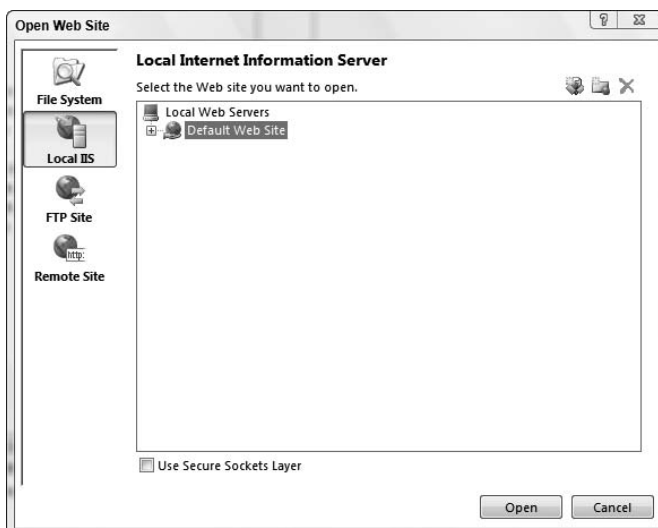 Open Web Site
?
File System
Local IIS
FTP Site
http:
Remote Site
Local Internet Information Server
Select the Web site you want to open.
Local Web Servers
Default Web Site
Use Secure Sockets Layer
Open
Cancel